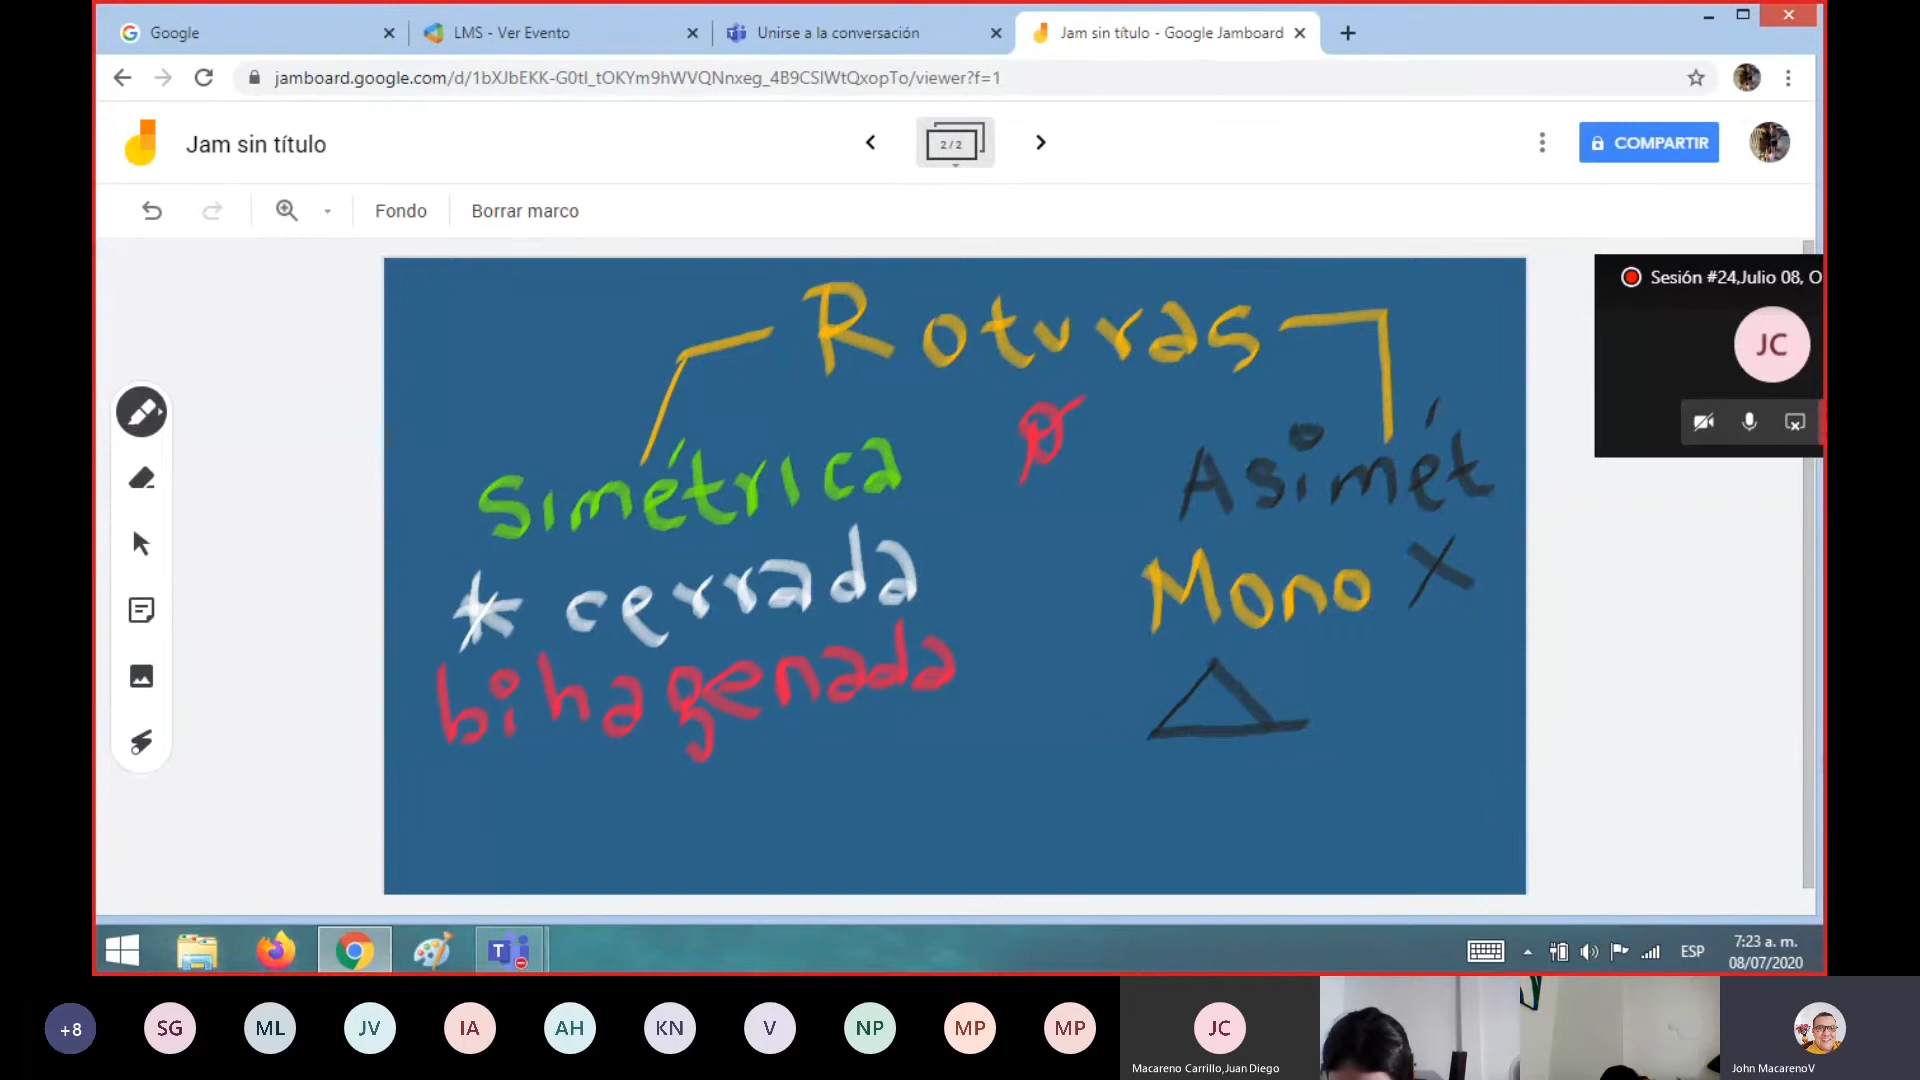 Google
LMS - Ver Evento
Unirse a la conversación
Jam sin título - Google Jamboard
jamboard.google.com/d/1bXJbEKK-G0tI_tOKYm9hWVQNnxeg_4B9CSIWtQxopTo/viewer?f=1
Jam sin título
2 / 2
COMPARTIR
Fondo
Borrar marco
Sesión #24,Julio 08, O
JC
Roturas
Simétrica
Asimét
* cerrada
Mono X
bihagenada
ESP
7:23 a. m.
08/07/2020
+8
SG
ML
JV
IA
AH
KN
V
NP
MP
MP
JC
Macareno Carrillo,Juan Diego
John MacarenoV